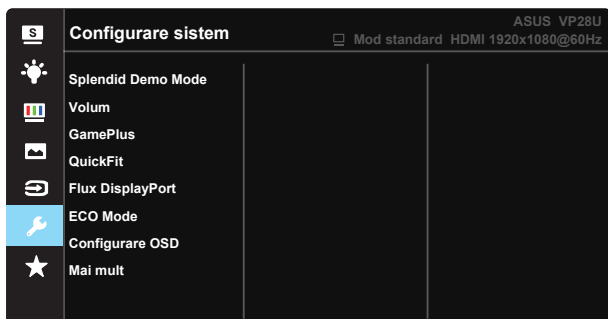 S
Configurare sistem
ASUS VP28U
Mod standard HDMI 1920x1080@60Hz
Splendid Demo Mode
Volum
GamePlus
QuickFit
Flux DisplayPort
ECO Mode
Configurare OSD
Mai mult